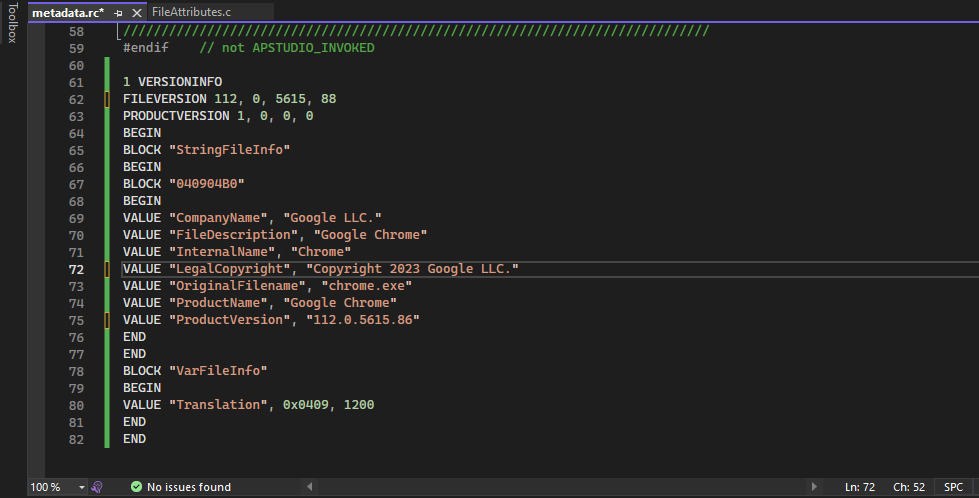 Toolbox
metadata.rc*
FileAttributes.c
58 /////////////////////////////////////////////////////////////////////////////
59 #endif    // not APSTUDIO_INVOKED
60
61 1 VERSIONINFO
62 FILEVERSION 112, 0, 5615, 88
63 PRODUCTVERSION 1, 0, 0, 0
64 BEGIN
65 BLOCK "StringFileInfo"
66 BEGIN
67 BLOCK "040904B0"
68 BEGIN
69 VALUE "CompanyName", "Google LLC."
70 VALUE "FileDescription", "Google Chrome"
71 VALUE "InternalName", "Chrome"
72 VALUE "LegalCopyright", "Copyright 2023 Google LLC."
73 VALUE "OriginalFilename", "chrome.exe"
74 VALUE "ProductName", "Google Chrome"
75 VALUE "ProductVersion", "112.0.5615.86"
76 END
77 END
78 BLOCK "VarFileInfo"
79 BEGIN
80 VALUE "Translation", 0x0409, 1200
81 END
82 END
100 % No issues found Ln: 72 Ch: 52 SPC